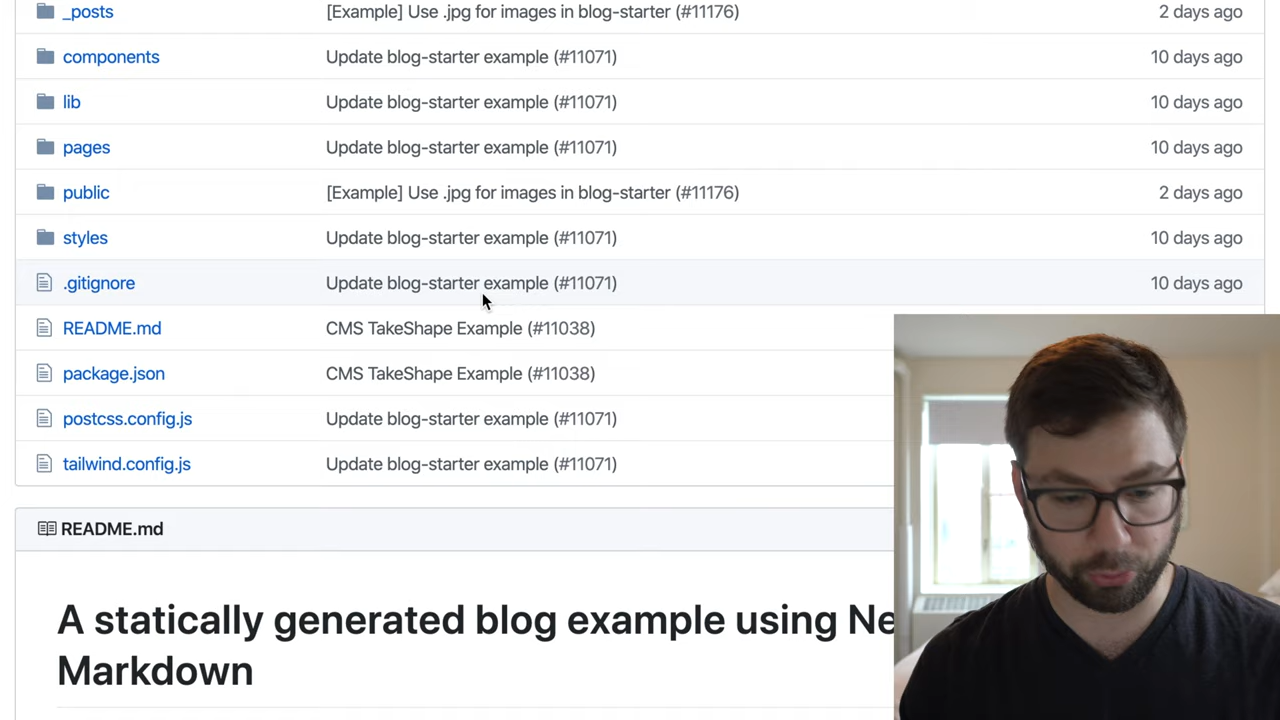 _posts [Example] Use .jpg for images in blog-starter (#11176) 2 days ago
components Update blog-starter example (#11071) 10 days ago
lib Update blog-starter example (#11071) 10 days ago
pages Update blog-starter example (#11071) 10 days ago
public [Example] Use .jpg for images in blog-starter (#11176) 2 days ago
styles Update blog-starter example (#11071) 10 days ago
.gitignore Update blog-starter example (#11071) 10 days ago
README.md CMS TakeShape Example (#11038)
package.json CMS TakeShape Example (#11038)
postcss.config.js Update blog-starter example (#11071)
tailwind.config.js Update blog-starter example (#11071)
README.md
A statically generated blog example using
Markdown